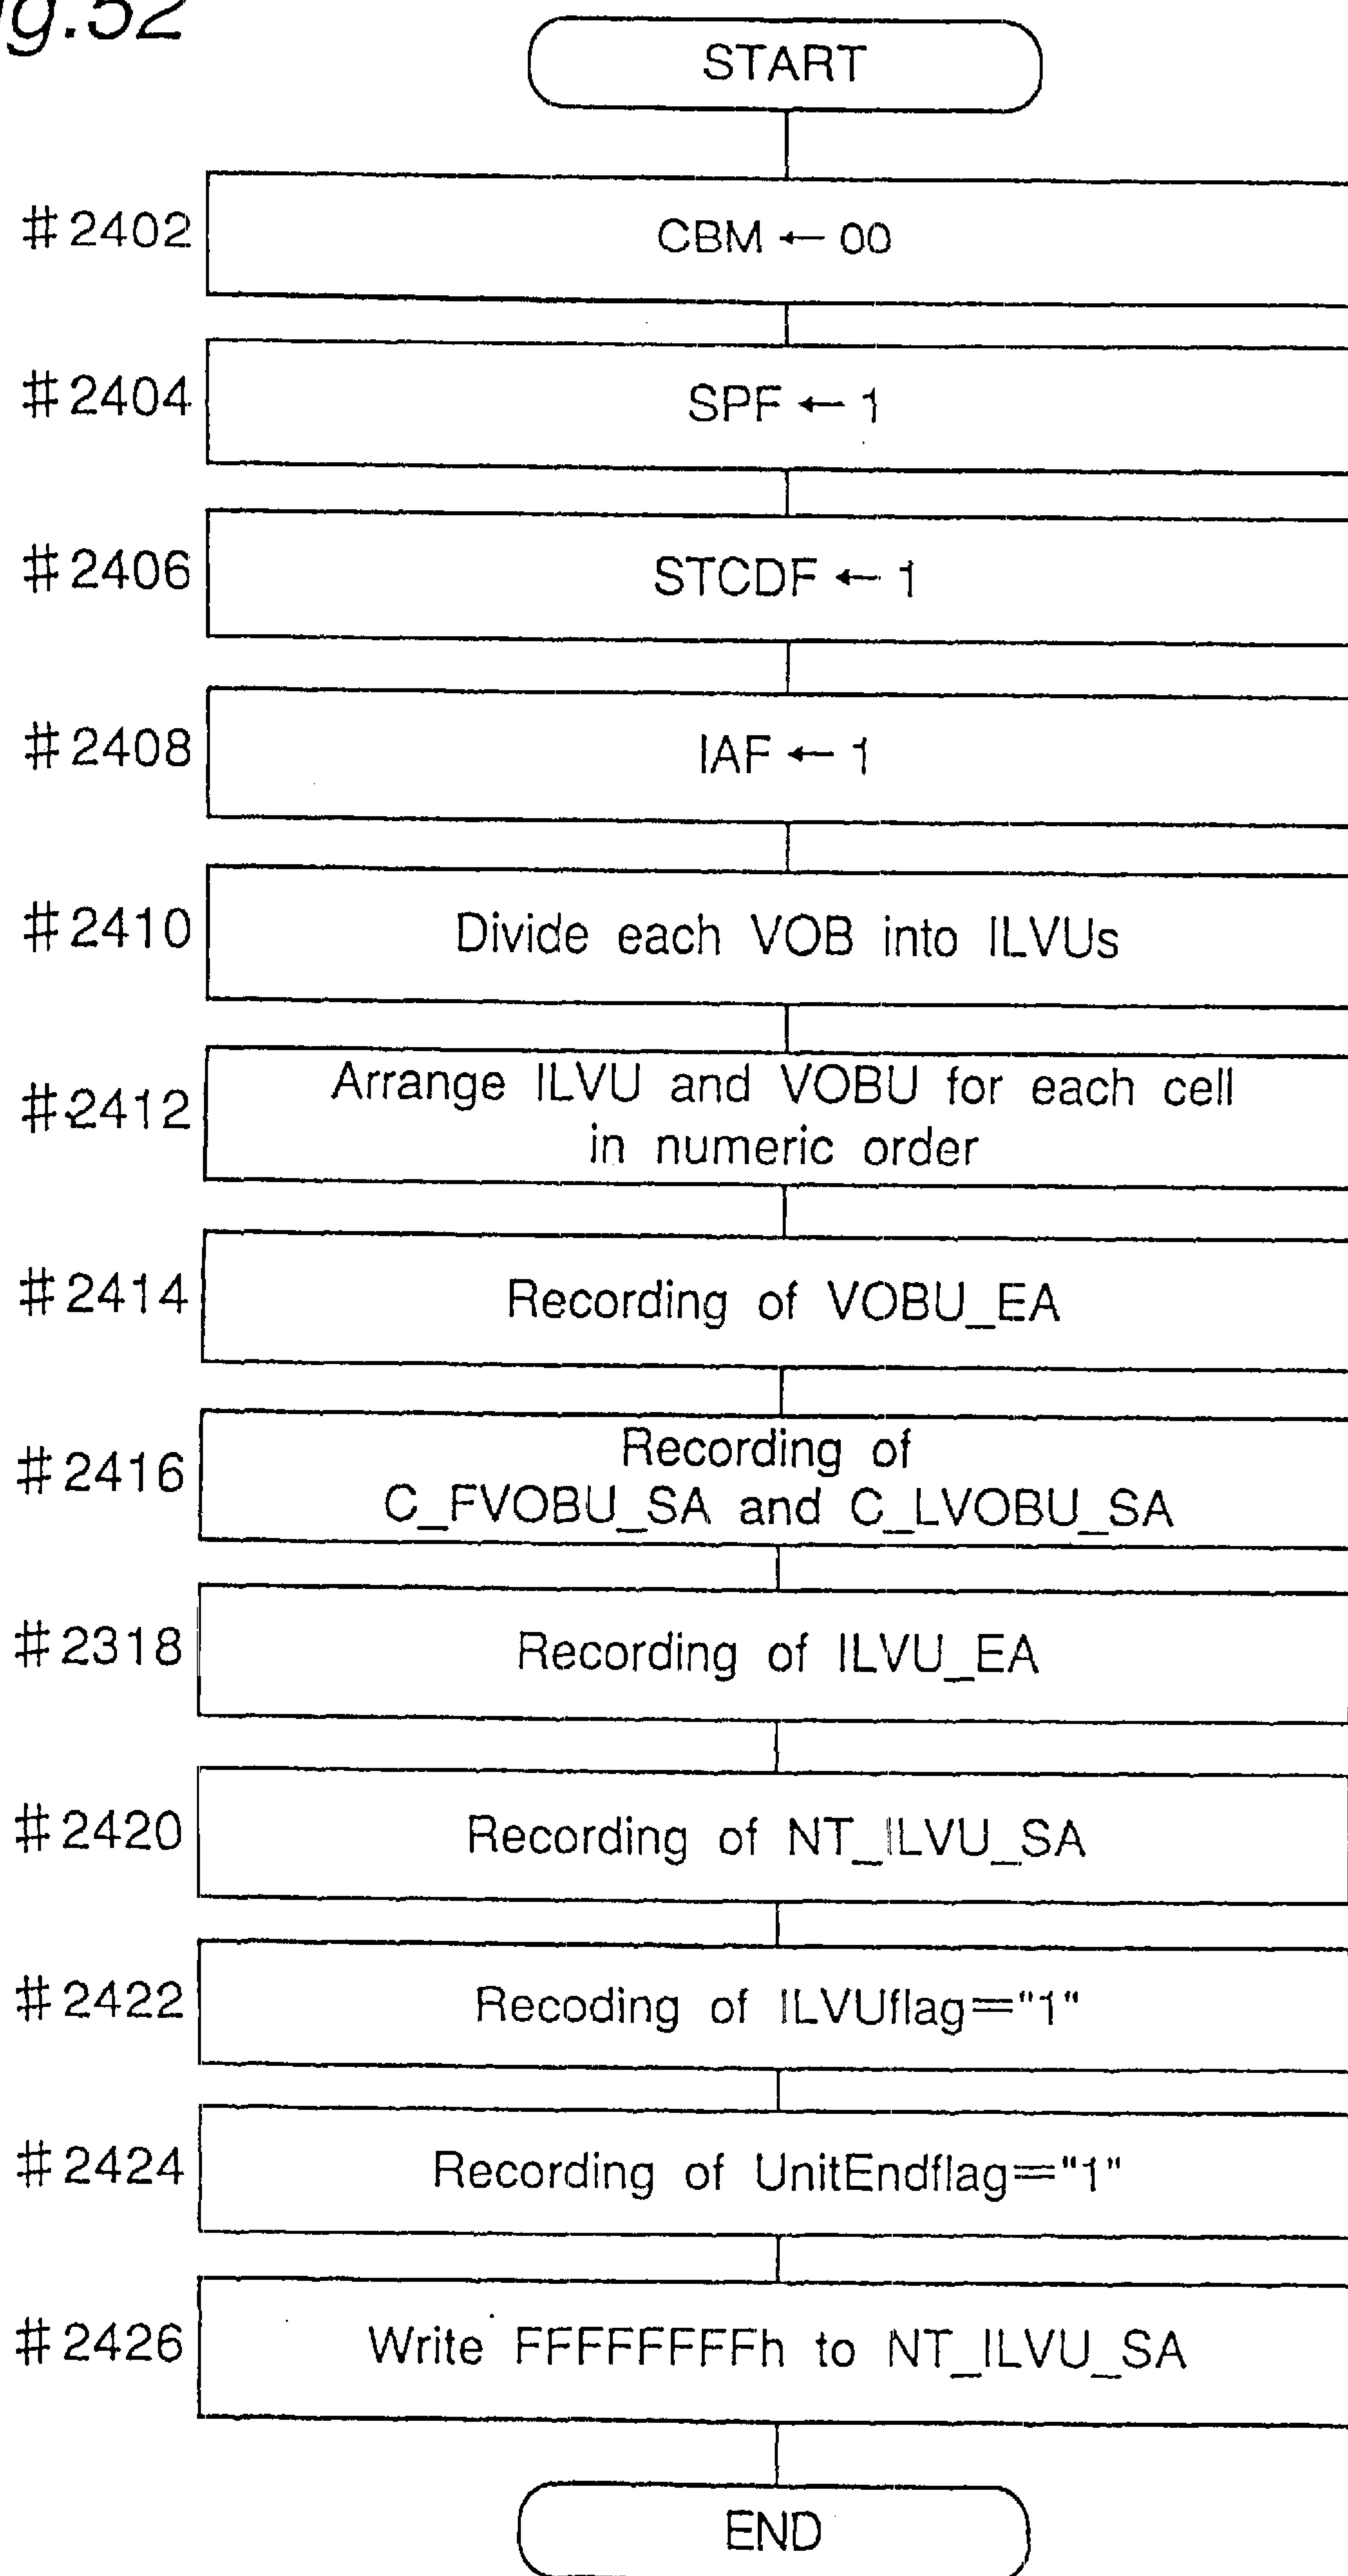 ig.52
START
#2402 CBM ← 00
#2404 SPF ← 1
#2406 STCDF ← 1
#2408 IAF ← 1
#2410 Divide each VOB into ILVUs
#2412 Arrange ILVU and VOBU for each cell
in numeric order
#2414 Recording of VOBU_EA
#2416 Recording of
C_FVOBU_SA and C_LVOBU_SA
#2318 Recording of ILVU_EA
#2420 Recording of NT_ILVU_SA
#2422 Recoding of ILVUflag="1"
#2424 Recording of UnitEndflag="1"
#2426 Write FFFFFFFFh to NT_ILVU_SA
END